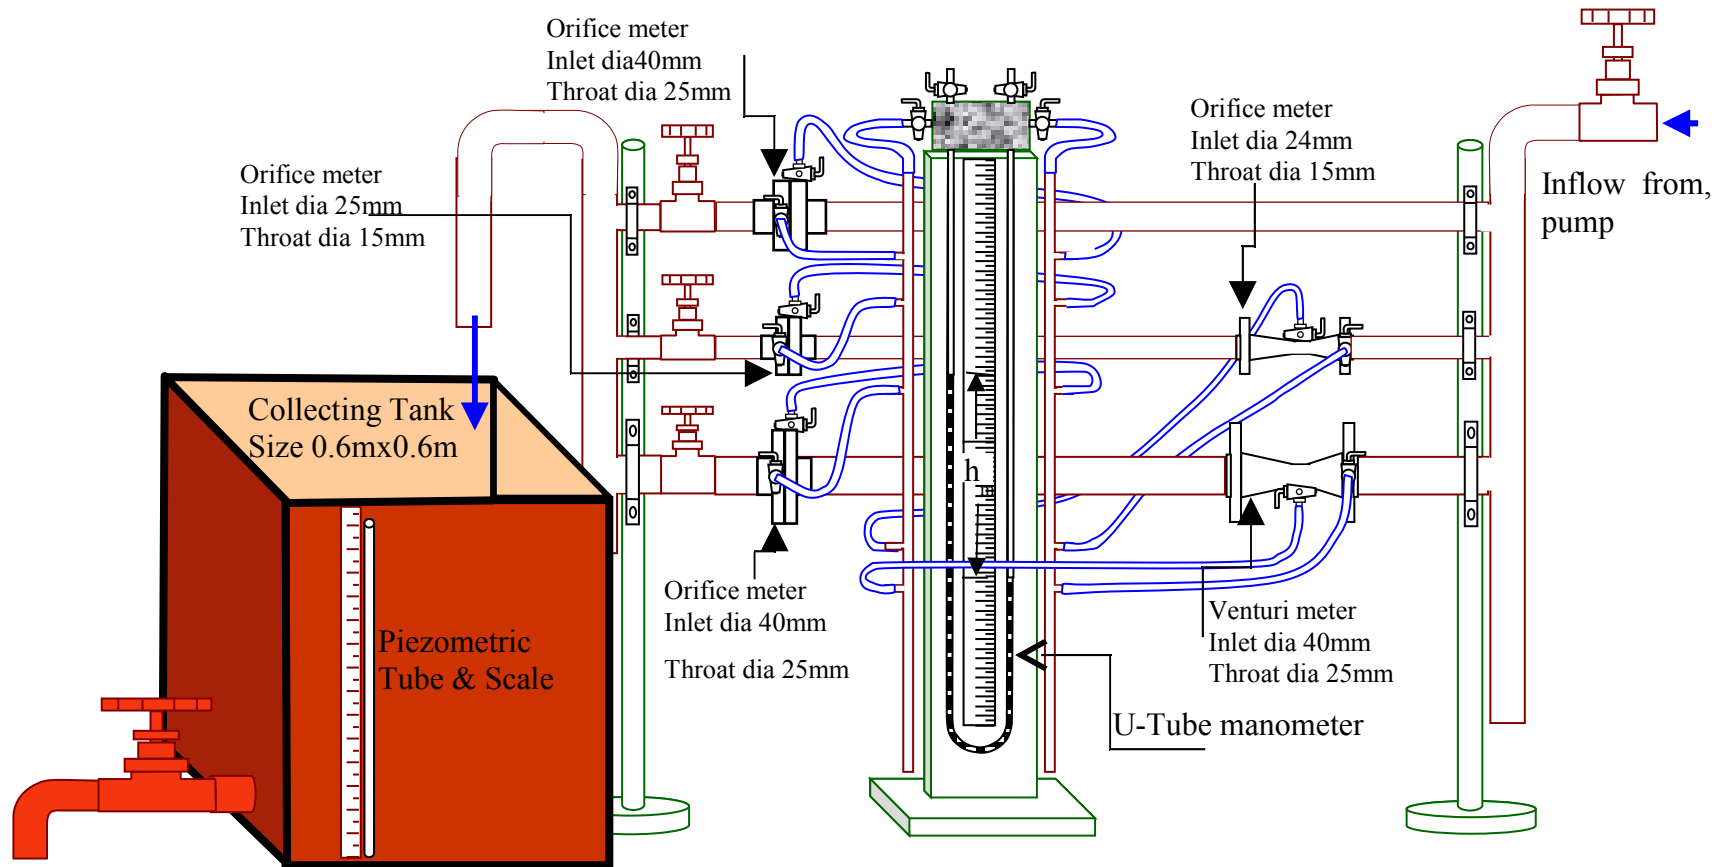 Orifice meter
Inlet dia40mm
Throat dia 25mm
Orifice meter
Inlet dia 24mm
Throat dia 15mm
Orifice meter
Inlet dia 25mm
Throat dia 15mm
Inflow from,
pump
Collecting Tank
Size 0.6mx0.6m
h
Piezometric
Tube & Scale
Orifice meter
Inlet dia 40mm
Throat dia 25mm
Venturi meter
Inlet dia 40mm
Throat dia 25mm
U-Tube manometer